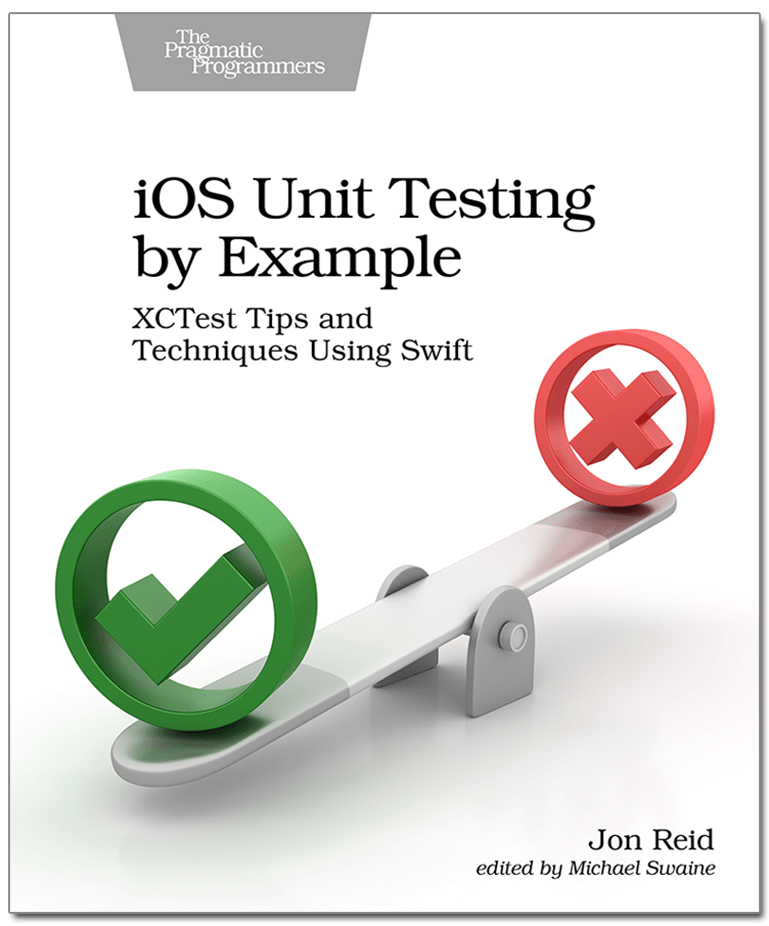 The
Pragmatic
Programmers
iOS Unit Testing
by Example
XCTest Tips and
Techniques Using Swift
Jon Reid
edited by Michael Swaine